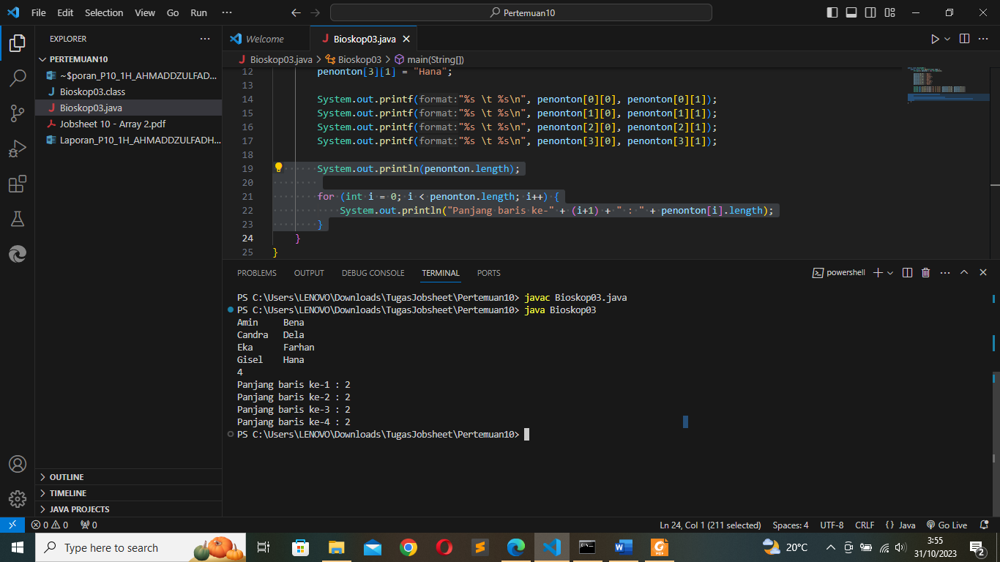 File Edit Selection View Go Run ··· Pertemuan10
EXPLORER ···
PERTEMUAN10
~$poran_P10_1H_AHMADDZULFAD...
Bioskop03.class
Bioskop03.java
Jobsheet 10 - Array 2.pdf
Laporan_P10_1H_AHMADDZULFADH...
OUTLINE
TIMELINE
JAVA PROJECTS
Welcome Bioskop03.java
Bioskop03.java > Bioskop03 > main(String[])
12 penonton[3][1] = "Hana";
13
14 System.out.printf(format:"%s \t %s\n", penonton[0][0], penonton[0][1]);
15 System.out.printf(format:"%s \t %s\n", penonton[1][0], penonton[1][1]);
16 System.out.printf(format:"%s \t %s\n", penonton[2][0], penonton[2][1]);
17 System.out.printf(format:"%s \t %s\n", penonton[3][0], penonton[3][1]);
18
19 System.out.println(penonton.length);
20
21 for (int i = 0; i < penonton.length; i++) {
22 System.out.println("Panjang baris ke-" + (i+1) + " : " + penonton[i].length);
23 }
24 }
25 }
PROBLEMS OUTPUT DEBUG CONSOLE TERMINAL PORTS powershell
PS C:\Users\LENOVO\Downloads\TugasJobsheet\Pertemuan10> javac Bioskop03.java
PS C:\Users\LENOVO\Downloads\TugasJobsheet\Pertemuan10> java Bioskop03
Amin Bena
Candra Dela
Eka Farhan
Gisel Hana
4
Panjang baris ke-1 : 2
Panjang baris ke-2 : 2
Panjang baris ke-3 : 2
Panjang baris ke-4 : 2
PS C:\Users\LENOVO\Downloads\TugasJobsheet\Pertemuan10>
0 0 0 Ln 24, Col 1 (211 selected) Spaces: 4 UTF-8 CRLF {} Java Go Live
Type here to search 20°C 3:55
31/10/2023 2